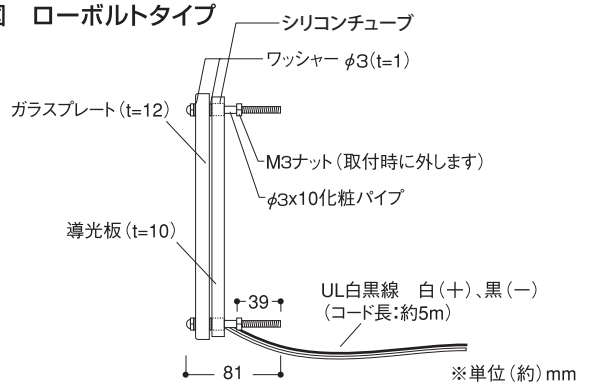 図 ローボルトタイプ
シリコンチューブ
ワッシャー φ3(t=1)
ガラスプレート(t=12)
M3ナット(取付時に外します)
φ3x10化粧パイプ
導光板(t=10)
39
UL白黒線 白(+)、黒(ー)
(コード長:約5m)
81
※単位(約)mm